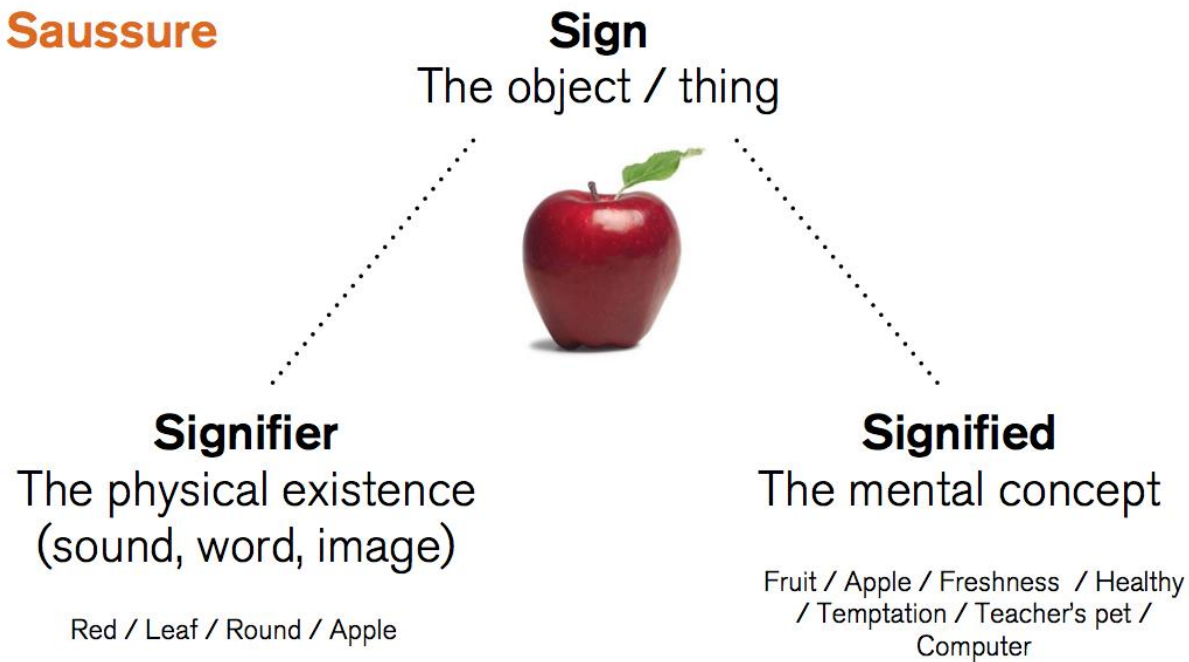 Saussure
Sign
The object / thing
Signifier
The physical existence
(sound, word, image)
Red / Leaf / Round / Apple
Signified
The mental concept
Fruit / Apple / Freshness / Healthy
/ Temptation / Teacher's pet /
Computer